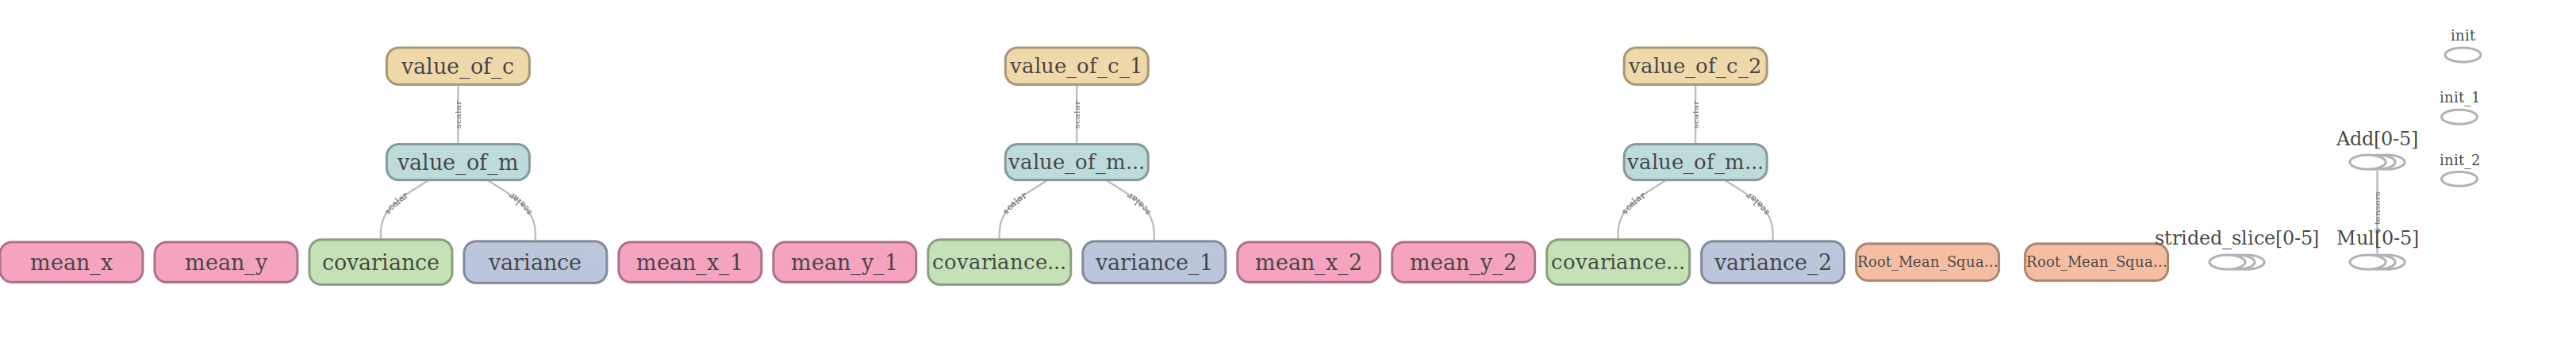 init
value_of_c
value_of_c_1
value_of_c_2
init_1
scalar
scalar
scalar
Add[0-5]
value_of_m
value_of_m...
value_of_m...
init_2
scalar
scalar
scalar
scalar
scalar
scalar
tensors
strided_slice[0-5]
Mul[0-5]
mean_x
mean_y
covariance
variance
mean_x_1
mean_y_1
covariance...
variance_1
mean_x_2
mean_y_2
covariance...
variance_2
Root_Mean_Squa...
Root_Mean_Squa...